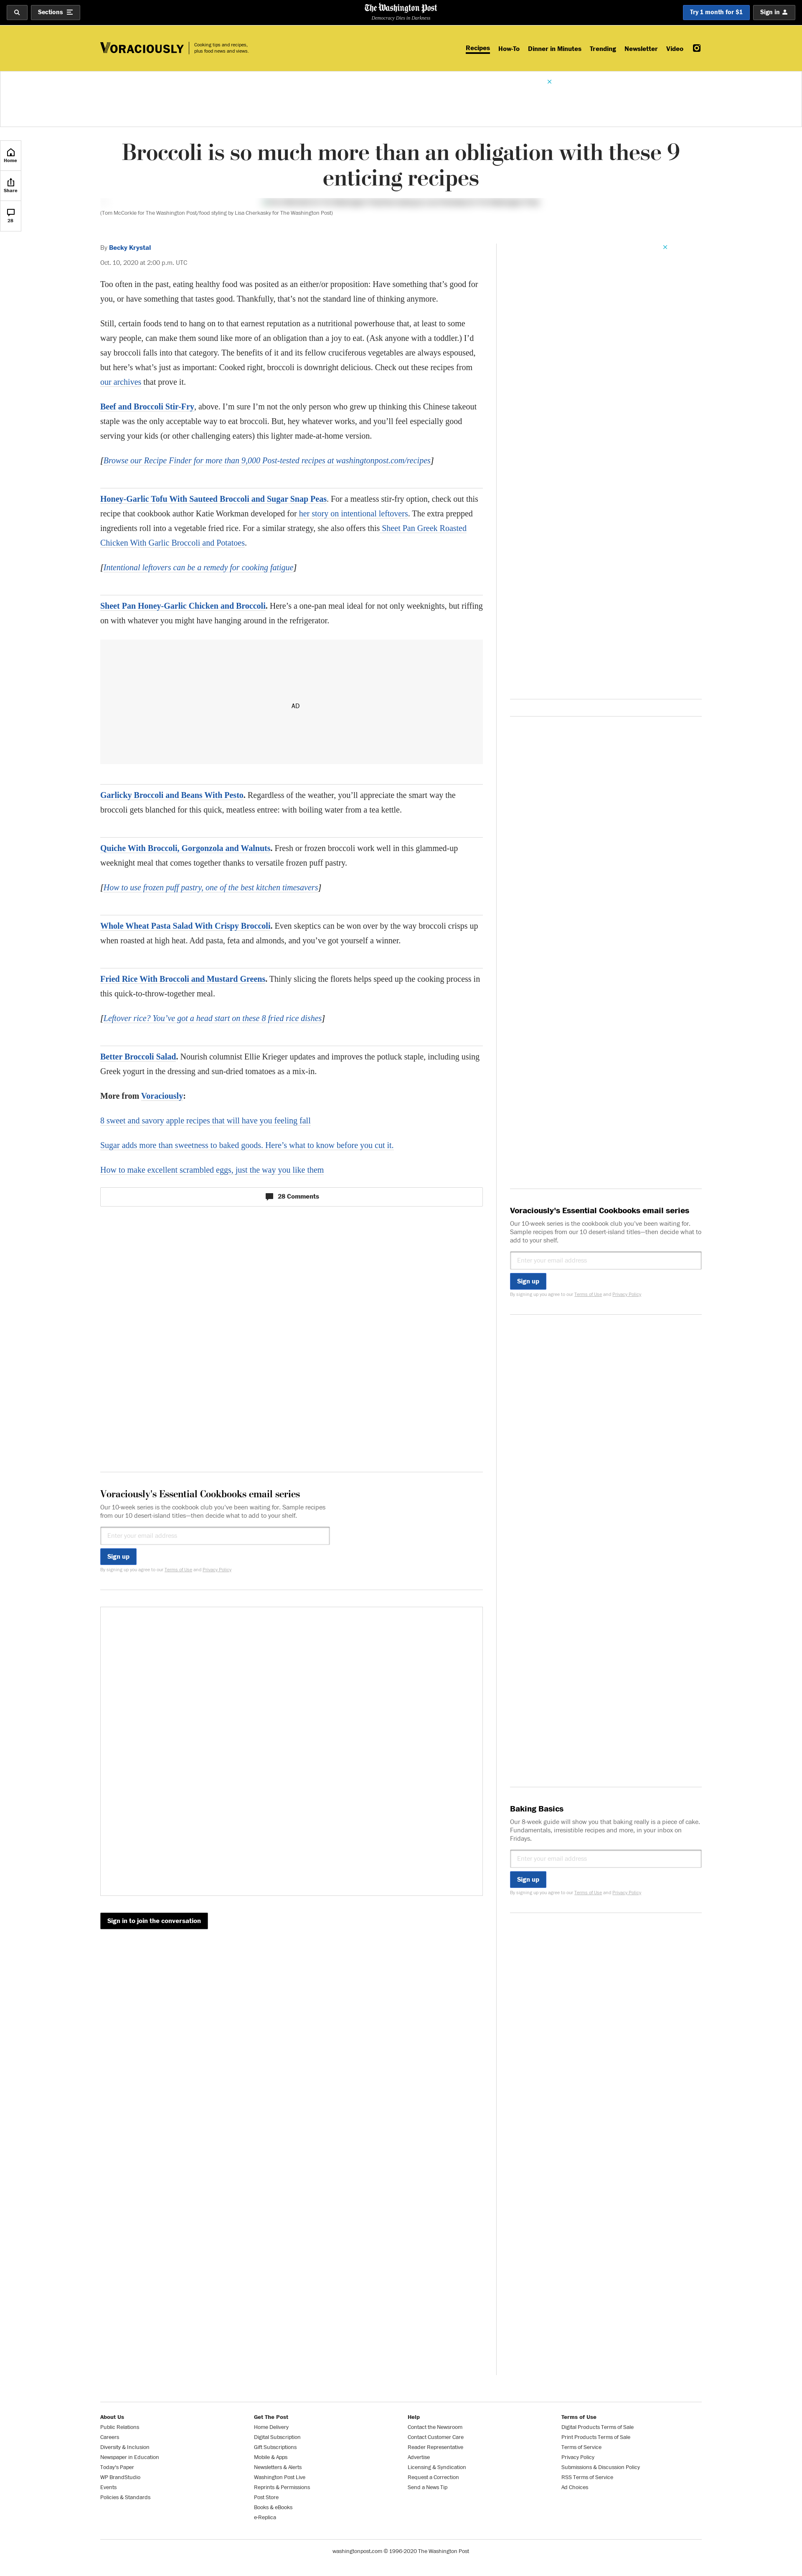 Sections
The Washington Post
Democracy Dies in Darkness
Try 1 month for $1
Sign in
VORACIOUSLY
Cooking tips and recipes,
plus food news and views.
Recipes
How-To
Dinner in Minutes
Trending
Newsletter
Video
Home
Share
28
Broccoli is so much more than an obligation with these 9
enticing recipes
(Tom McCorkle for The Washington Post/food styling by Lisa Cherkasky for The Washington Post)
By Becky Krystal
Oct. 10, 2020 at 2:00 p.m. UTC
Too often in the past, eating healthy food was posited as an either/or proposition: Have something that’s good for
you, or have something that tastes good. Thankfully, that’s not the standard line of thinking anymore.
Still, certain foods tend to hang on to that earnest reputation as a nutritional powerhouse that, at least to some
wary people, can make them sound like more of an obligation than a joy to eat. (Ask anyone with a toddler.) I’d
say broccoli falls into that category. The benefits of it and its fellow cruciferous vegetables are always espoused,
but here’s what’s just as important: Cooked right, broccoli is downright delicious. Check out these recipes from
our archives that prove it.
Beef and Broccoli Stir-Fry, above. I’m sure I’m not the only person who grew up thinking this Chinese takeout
staple was the only acceptable way to eat broccoli. But, hey whatever works, and you’ll feel especially good
serving your kids (or other challenging eaters) this lighter made-at-home version.
[Browse our Recipe Finder for more than 9,000 Post-tested recipes at washingtonpost.com/recipes]
Honey-Garlic Tofu With Sauteed Broccoli and Sugar Snap Peas. For a meatless stir-fry option, check out this
recipe that cookbook author Katie Workman developed for her story on intentional leftovers. The extra prepped
ingredients roll into a vegetable fried rice. For a similar strategy, she also offers this Sheet Pan Greek Roasted
Chicken With Garlic Broccoli and Potatoes.
[Intentional leftovers can be a remedy for cooking fatigue]
Sheet Pan Honey-Garlic Chicken and Broccoli. Here’s a one-pan meal ideal for not only weeknights, but riffing
on with whatever you might have hanging around in the refrigerator.
AD
Garlicky Broccoli and Beans With Pesto. Regardless of the weather, you’ll appreciate the smart way the
broccoli gets blanched for this quick, meatless entree: with boiling water from a tea kettle.
Quiche With Broccoli, Gorgonzola and Walnuts. Fresh or frozen broccoli work well in this glammed-up
weeknight meal that comes together thanks to versatile frozen puff pastry.
[How to use frozen puff pastry, one of the best kitchen timesavers]
Whole Wheat Pasta Salad With Crispy Broccoli. Even skeptics can be won over by the way broccoli crisps up
when roasted at high heat. Add pasta, feta and almonds, and you’ve got yourself a winner.
Fried Rice With Broccoli and Mustard Greens. Thinly slicing the florets helps speed up the cooking process in
this quick-to-throw-together meal.
[Leftover rice? You’ve got a head start on these 8 fried rice dishes]
Better Broccoli Salad. Nourish columnist Ellie Krieger updates and improves the potluck staple, including using
Greek yogurt in the dressing and sun-dried tomatoes as a mix-in.
More from Voraciously:
8 sweet and savory apple recipes that will have you feeling fall
Sugar adds more than sweetness to baked goods. Here’s what to know before you cut it.
How to make excellent scrambled eggs, just the way you like them
28 Comments
Voraciously's Essential Cookbooks email series
Our 10-week series is the cookbook club you’ve been waiting for. Sample recipes
from our 10 desert-island titles—then decide what to add to your shelf.
Enter your email address
Sign up
By signing up you agree to our Terms of Use and Privacy Policy
Sign in to join the conversation
Voraciously's Essential Cookbooks email series
Our 10-week series is the cookbook club you’ve been waiting for.
Sample recipes from our 10 desert-island titles—then decide what to
add to your shelf.
Enter your email address
Sign up
By signing up you agree to our Terms of Use and Privacy Policy
Baking Basics
Our 8-week guide will show you that baking really is a piece of cake.
Fundamentals, irresistible recipes and more, in your inbox on
Fridays.
Enter your email address
Sign up
By signing up you agree to our Terms of Use and Privacy Policy
About Us
Public Relations
Careers
Diversity & Inclusion
Newspaper in Education
Today's Paper
WP BrandStudio
Events
Policies & Standards
Get The Post
Home Delivery
Digital Subscription
Gift Subscriptions
Mobile & Apps
Newsletters & Alerts
Washington Post Live
Reprints & Permissions
Post Store
Books & eBooks
e-Replica
Help
Contact the Newsroom
Contact Customer Care
Reader Representative
Advertise
Licensing & Syndication
Request a Correction
Send a News Tip
Terms of Use
Digital Products Terms of Sale
Print Products Terms of Sale
Terms of Service
Privacy Policy
Submissions & Discussion Policy
RSS Terms of Service
Ad Choices
washingtonpost.com © 1996-2020 The Washington Post